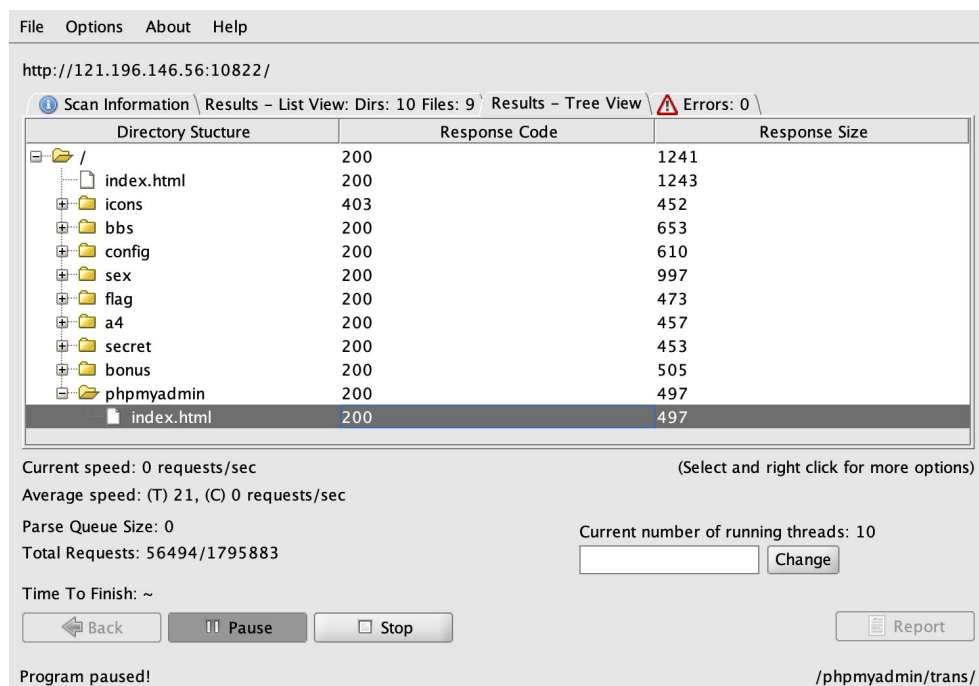 File Options About Help
http://121.196.146.56:10822/
Scan Information Results - List View: Dirs: 10 Files: 9 Results - Tree View Errors: 0
Directory Stucture Response Code Response Size
/ 200 1241
index.html 200 1243
icons 403 452
bbs 200 653
config 200 610
sex 200 997
flag 200 473
a4 200 457
secret 200 453
bonus 200 505
phpmyadmin 200 497
index.html 200 497
Current speed: 0 requests/sec (Select and right click for more options)
Average speed: (T) 21, (C) 0 requests/sec
Parse Queue Size: 0 Current number of running threads: 10
Total Requests: 56494/1795883 Change
Time To Finish: ~
Back Pause Stop Report
Program paused! /phpmyadmin/trans/